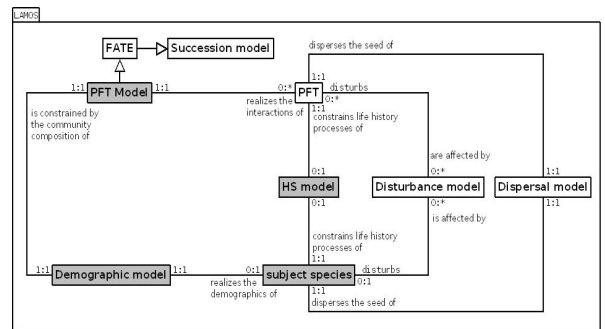 LAMOS
FATE
Succession model
disperses the seed of
1:1
PFT Model
1:1
0:*
PFT
1:1
disturbs
0:*
1:1
realizes the
interactions of
is constrained by
the community
composition of
constrains life history
processes of
are affected by
0:1
0:*
1:1
HS model
Disturbance model
Dispersal model
0:1
0:*
1:1
is affected by
constrains life history
processes of
1:1
1:1
Demographic model
1:1
0:1
subject species
disturbs
0:1
realizes the
demographics of
1:1
disperses the seed of